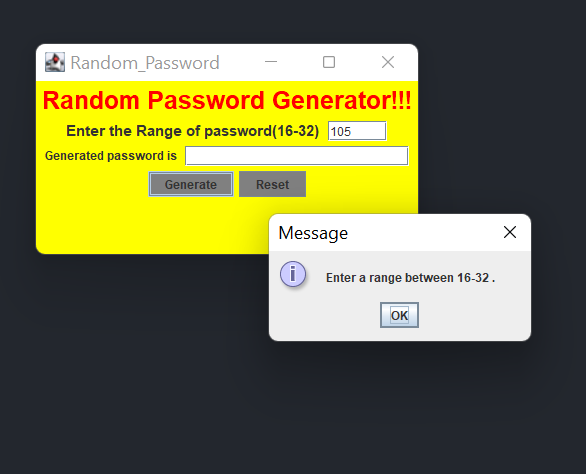 Random_Password
Random Password Generator!!!
Enter the Range of password(16-32) 105
Generated password is
Generate Reset
Message
Enter a range between 16-32 .
OK